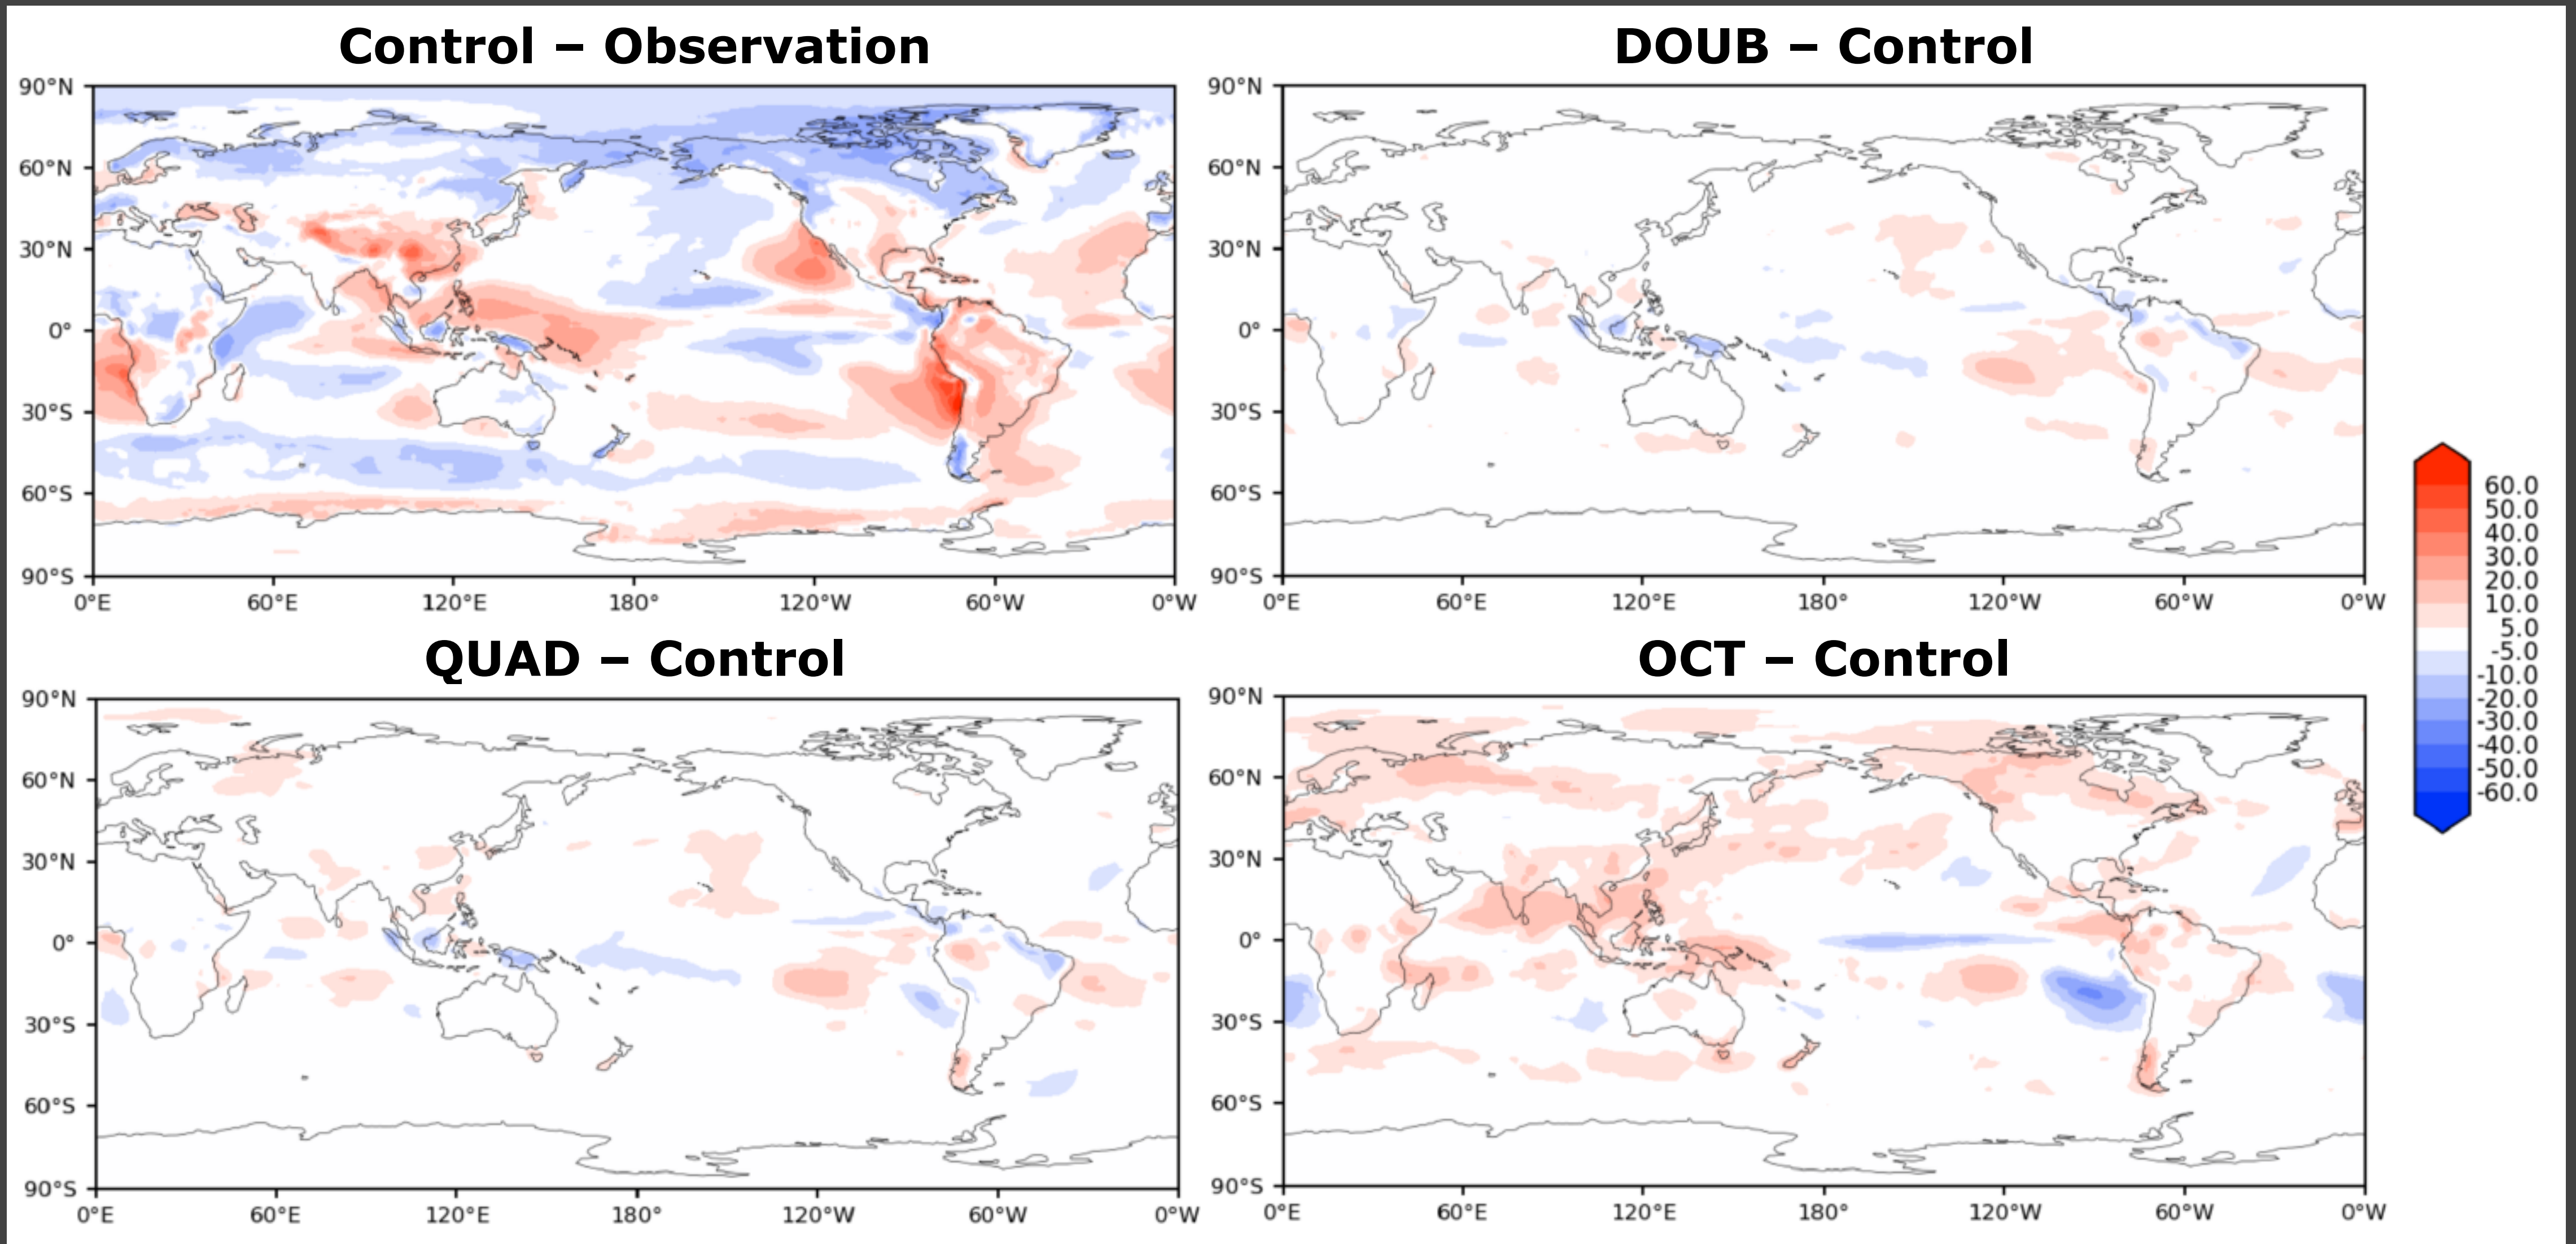 Control – Observation
90°N
60°N
30°N
0°
30°S
60°S
90°S
0°E 60°E 120°E 180° 120°W 60°W 0°W
DOUB – Control
90°N
60°N
30°N
0°
30°S
60°S
90°S
0°E 60°E 120°E 180° 120°W 60°W 0°W
QUAD – Control
90°N
60°N
30°N
0°
30°S
60°S
90°S
0°E 60°E 120°E 180° 120°W 60°W 0°W
OCT – Control
90°N
60°N
30°N
0°
30°S
60°S
90°S
0°E 60°E 120°E 180° 120°W 60°W 0°W
60.0
50.0
40.0
30.0
20.0
10.0
5.0
-5.0
-10.0
-20.0
-30.0
-40.0
-50.0
-60.0